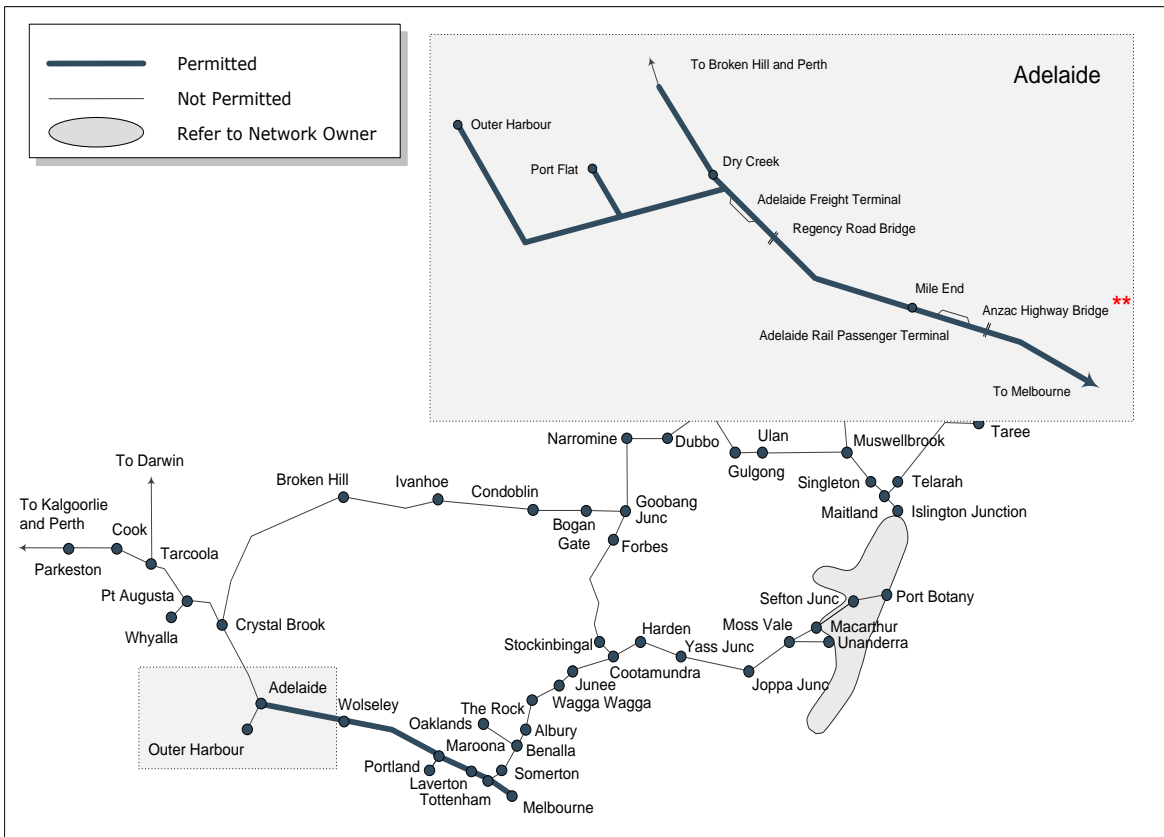 Permitted
Not Permitted
Refer to Network Owner
Adelaide
To Broken Hill and Perth
Outer Harbour
Port Flat
Dry Creek
Adelaide Freight Terminal
Regency Road Bridge
Mile End
Anzac Highway Bridge **
Adelaide Rail Passenger Terminal
To Melbourne
Narromine
Dubbo
Ulan
Gulgong
Muswellbrook
Taree
Singleton
Telarah
Maitland
Islington Junction
To Darwin
Broken Hill
Ivanhoe
Condoblin
Bogan
Gate
Goobang
Junc
Forbes
To Kalgoorlie
and Perth
Cook
Parkeston
Tarcoola
Pt Augusta
Whyalla
Crystal Brook
Sefton Junc
Port Botany
Moss Vale
Macarthur
Unanderra
Stockinbingal
Harden
Yass Junc
Cootamundra
Joppa Junc
Junee
Wagga Wagga
The Rock
Oaklands
Albury
Benalla
Adelaide
Wolseley
Outer Harbour
Maroona
Portland
Laverton
Somerton
Tottenham
Melbourne